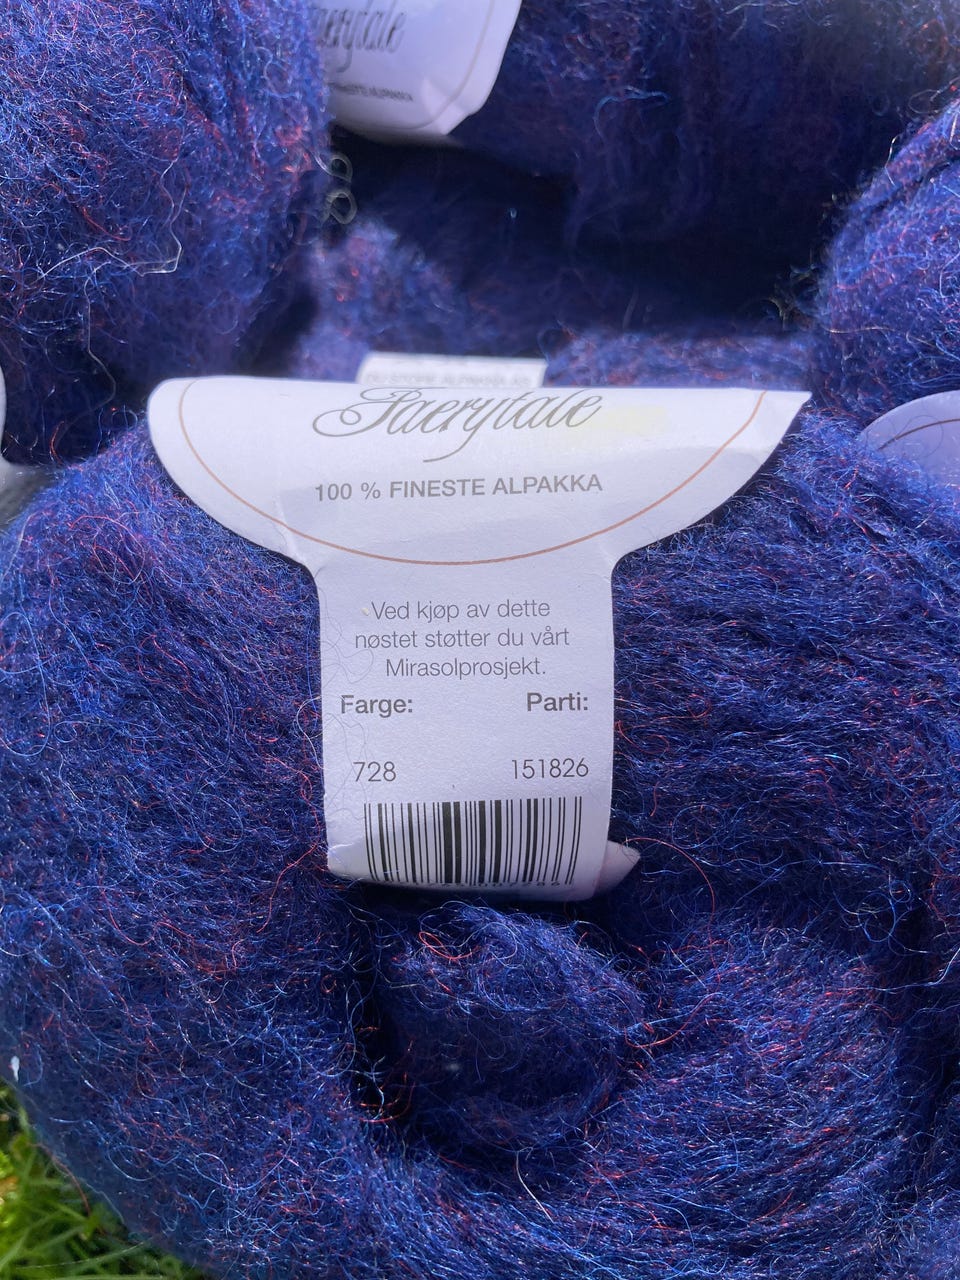 Faerytale
100 % FINESTE ALPAKKA
Ved kjøp av dette
nøstet støtter du vårt
Mirasolprosjekt.
Farge:
Parti:
728
151826